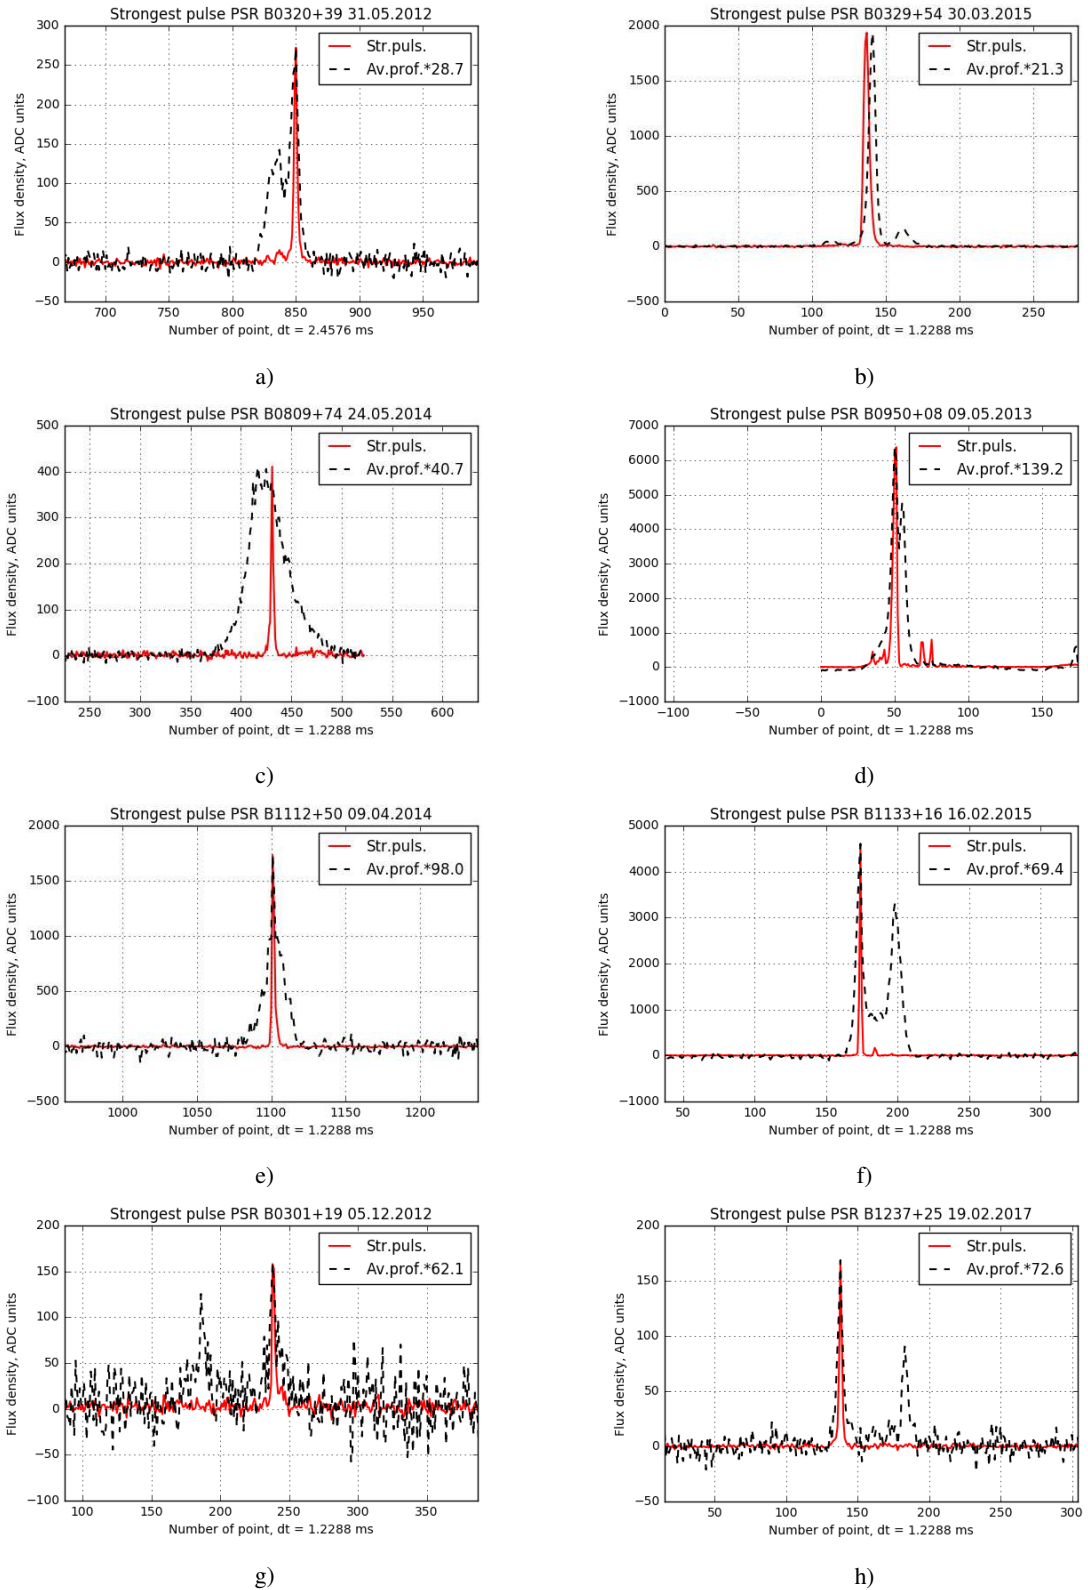 Strongest pulse PSR B0320+39 31.05.2012
Str.puls.
Av.prof.*28.7
Flux density, ADC units
300
250
200
150
100
50
0
−50
700 750 800 850 900 950
Number of point, dt = 2.4576 ms
a)
Strongest pulse PSR B0329+54 30.03.2015
Str.puls.
Av.prof.*21.3
Flux density, ADC units
2000
1500
1000
500
0
−500
0 50 100 150 200 250
Number of point, dt = 1.2288 ms
b)
Strongest pulse PSR B0809+74 24.05.2014
Str.puls.
Av.prof.*40.7
Flux density, ADC units
500
400
300
200
100
0
−100
250 300 350 400 450 500 550 600
Number of point, dt = 1.2288 ms
c)
Strongest pulse PSR B0950+08 09.05.2013
Str.puls.
Av.prof.*139.2
Flux density, ADC units
7000
6000
5000
4000
3000
2000
1000
0
−1000
−100 −50 0 50 100 150
Number of point, dt = 1.2288 ms
d)
Strongest pulse PSR B1112+50 09.04.2014
Str.puls.
Av.prof.*98.0
Flux density, ADC units
2000
1500
1000
500
0
−500
1000 1050 1100 1150 1200
Number of point, dt = 1.2288 ms
e)
Strongest pulse PSR B1133+16 16.02.2015
Str.puls.
Av.prof.*69.4
Flux density, ADC units
5000
4000
3000
2000
1000
0
−1000
50 100 150 200 250 300
Number of point, dt = 1.2288 ms
f)
Strongest pulse PSR B0301+19 05.12.2012
Str.puls.
Av.prof.*62.1
Flux density, ADC units
200
150
100
50
0
−50
−100
100 150 200 250 300 350
Number of point, dt = 1.2288 ms
g)
Strongest pulse PSR B1237+25 19.02.2017
Str.puls.
Av.prof.*72.6
Flux density, ADC units
200
150
100
50
0
−50
50 100 150 200 250 300
Number of point, dt = 1.2288 ms
h)